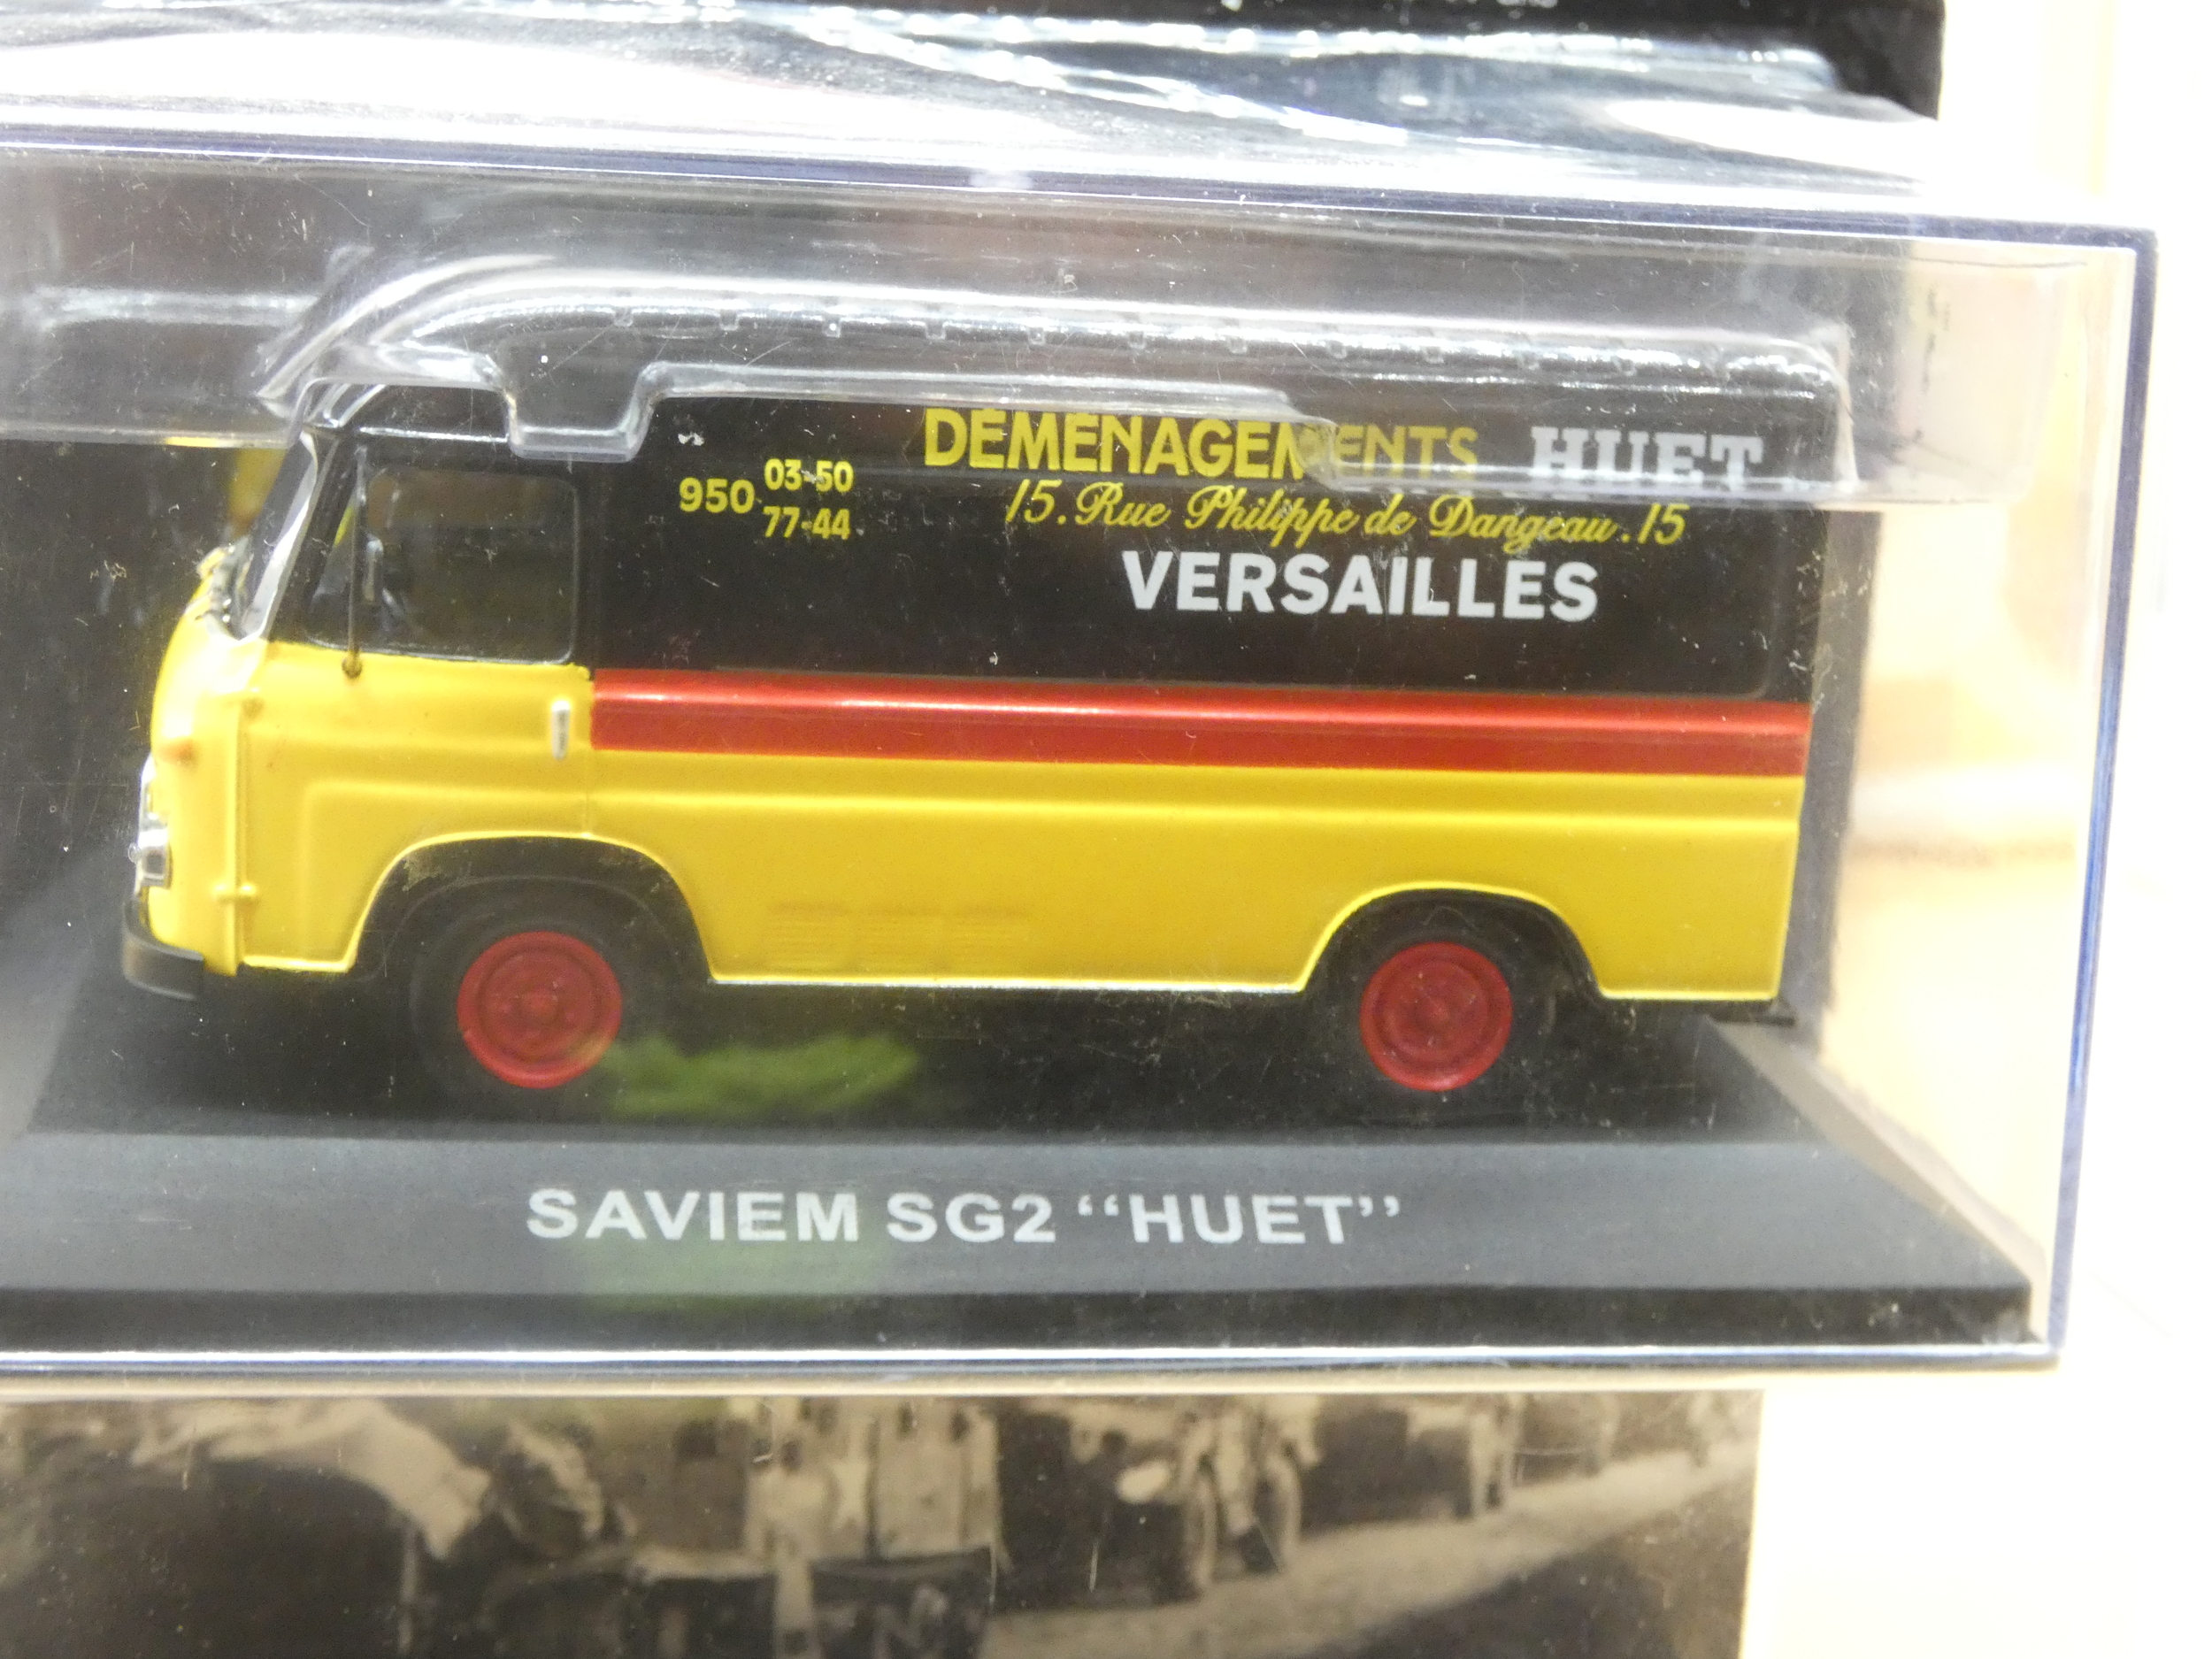 DEMENAGEMENTS HUET
950 03-50
77-44
15. Rue Philippe de Dangeau. 15
VERSAILLES
SAVIEM SG2 “HUET”